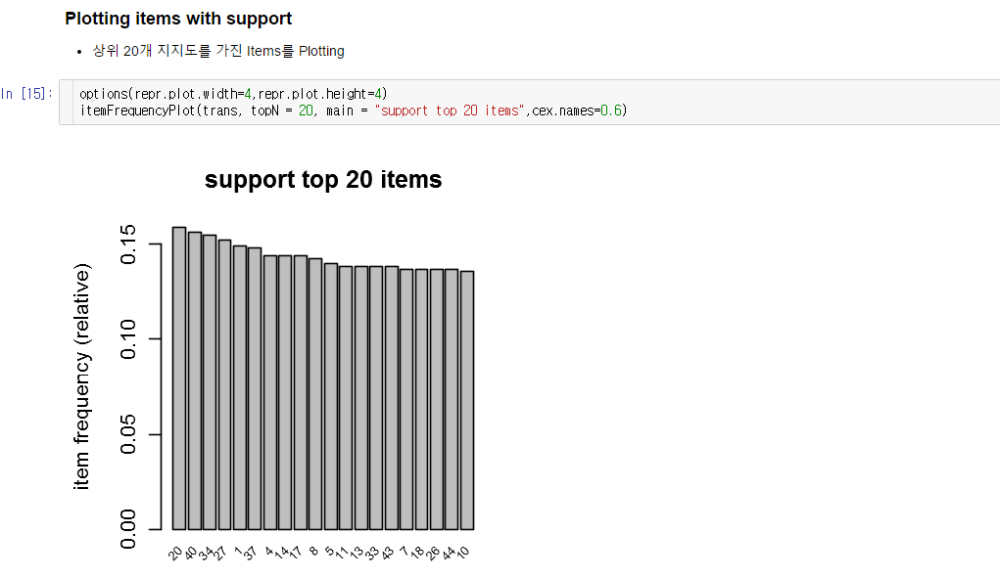 Plotting items with support
• 상위 20개 지지도를 가진 Items를 Plotting
In [15]:
options(repr.plot.width=4,repr.plot.height=4)
itemFrequencyPlot(trans, topN = 20, main = "support top 20 items",cex.names=0.6)
support top 20 items
item frequency (relative)
0.15
0.10
0.05
0.00
20 40 34 27 1 37 4 14 17 8 5 11 13 33 43 7 18 26 44 10